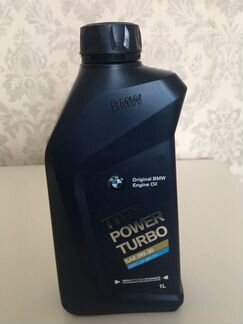 BMW
Original BMW
Engine Oil
TWIN
POWER
TURBO
SAE 0W-30
1L